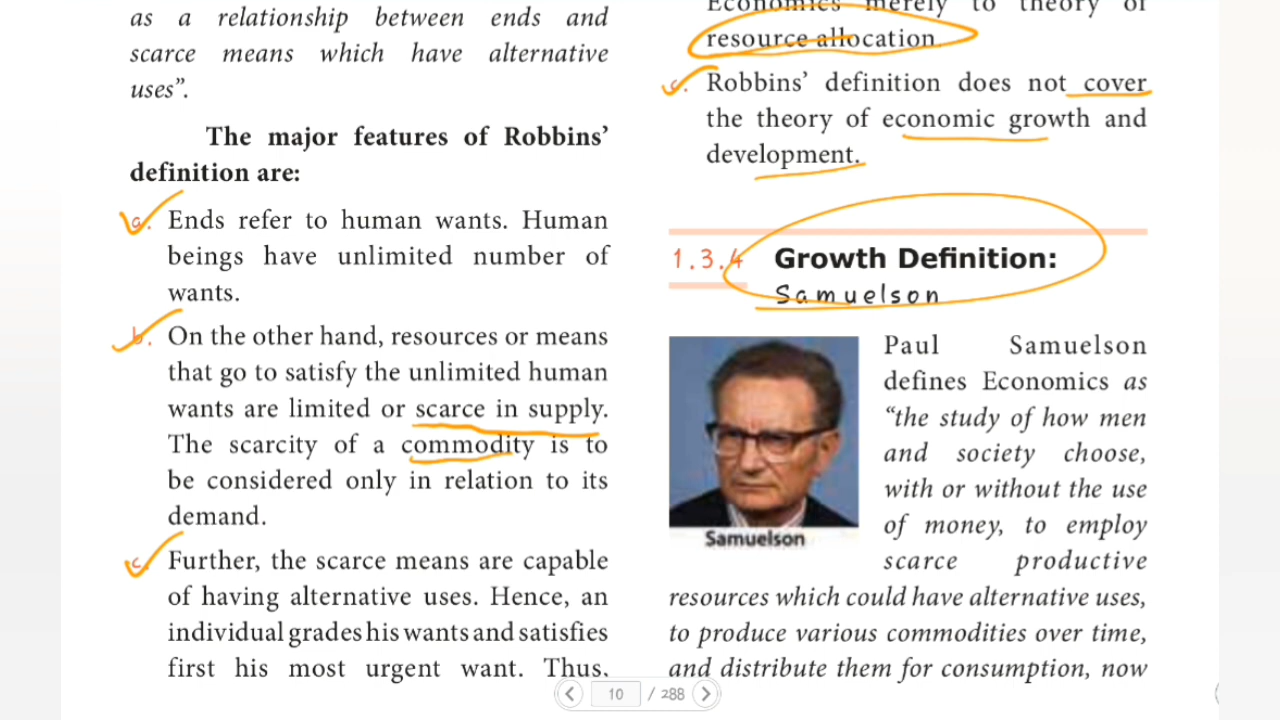 as a relationship between ends and
scarce means which have alternative
uses”.
The major features of Robbins’
definition are:
a. Ends refer to human wants. Human
beings have unlimited number of
wants.
b. On the other hand, resources or means
that go to satisfy the unlimited human
wants are limited or scarce in supply.
The scarcity of a commodity is to
be considered only in relation to its
demand.
c. Further, the scarce means are capable
of having alternative uses. Hence, an
individual grades his wants and satisfies
first his most urgent want. Thus,
Economics merely to theory of
resource allocation.
c. Robbins’ definition does not cover
the theory of economic growth and
development.
1.3.4 Growth Definition:
Samuelson
Paul Samuelson
defines Economics as
“the study of how men
and society choose,
with or without the use
of money, to employ
scarce productive
Samuelson
resources which could have alternative uses,
to produce various commodities over time,
and distribute them for consumption, now
10 / 288